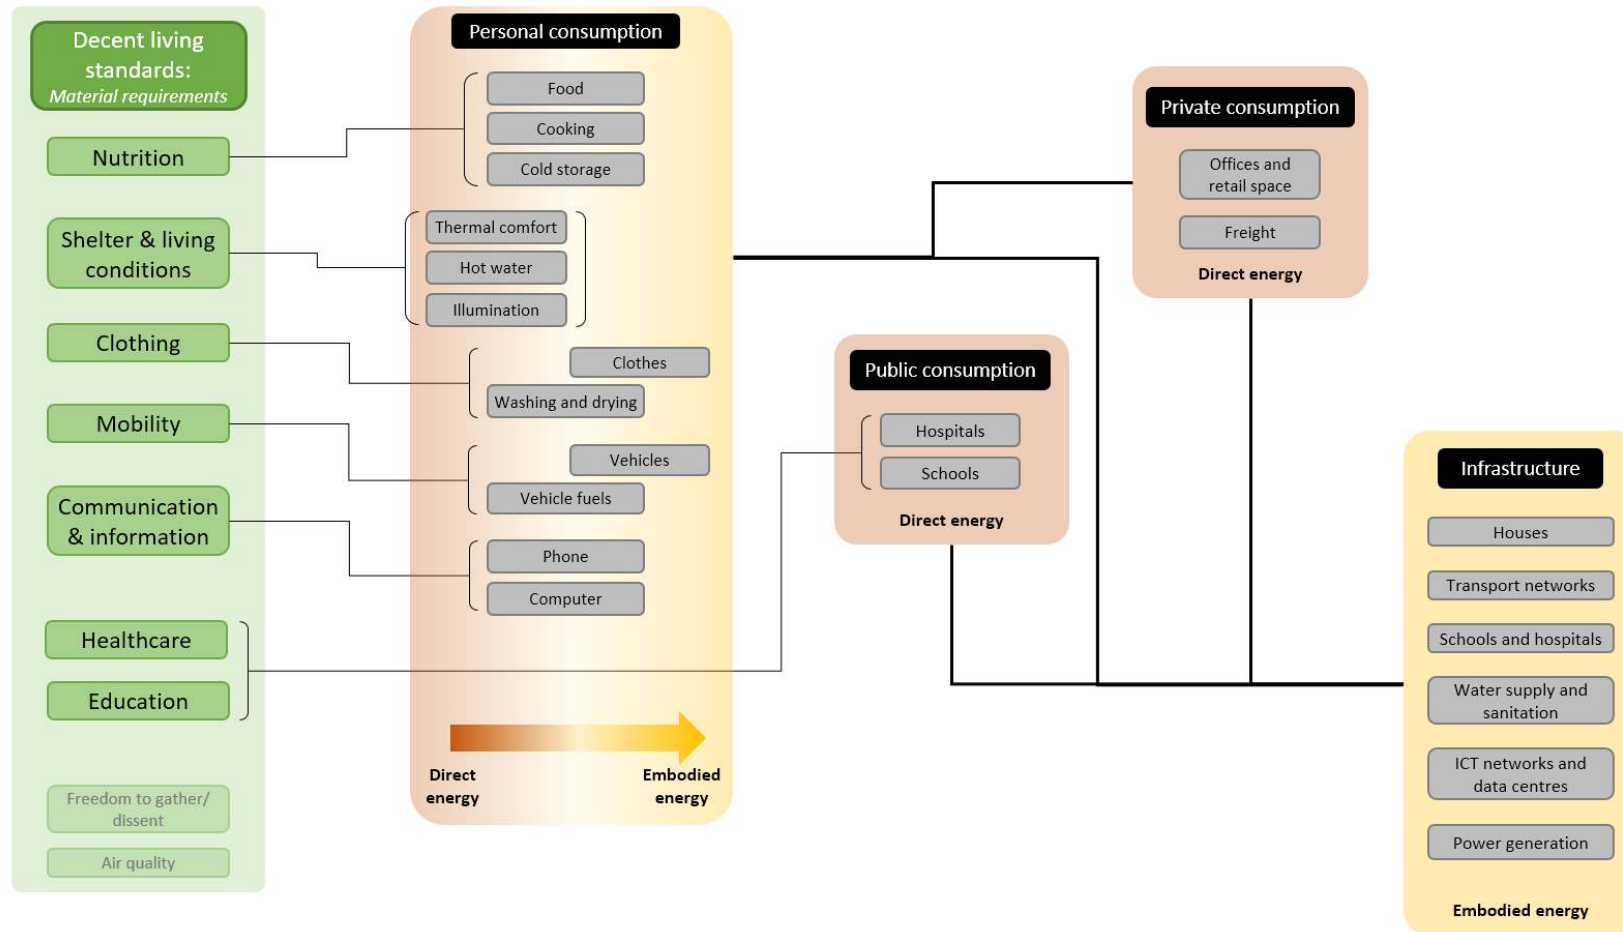 Decent living
standards:
Material requirements
Nutrition
Shelter & living
conditions
Clothing
Mobility
Communication
& information
Healthcare
Education
Freedom to gather/
dissent
Air quality
Personal consumption
Food
Cooking
Cold storage
Thermal comfort
Hot water
Illumination
Clothes
Washing and drying
Vehicles
Vehicle fuels
Phone
Computer
Direct
energy
Embodied
energy
Public consumption
Hospitals
Schools
Direct energy
Private consumption
Offices and
retail space
Freight
Direct energy
Infrastructure
Houses
Transport networks
Schools and hospitals
Water supply and
sanitation
ICT networks and
data centres
Power generation
Embodied energy